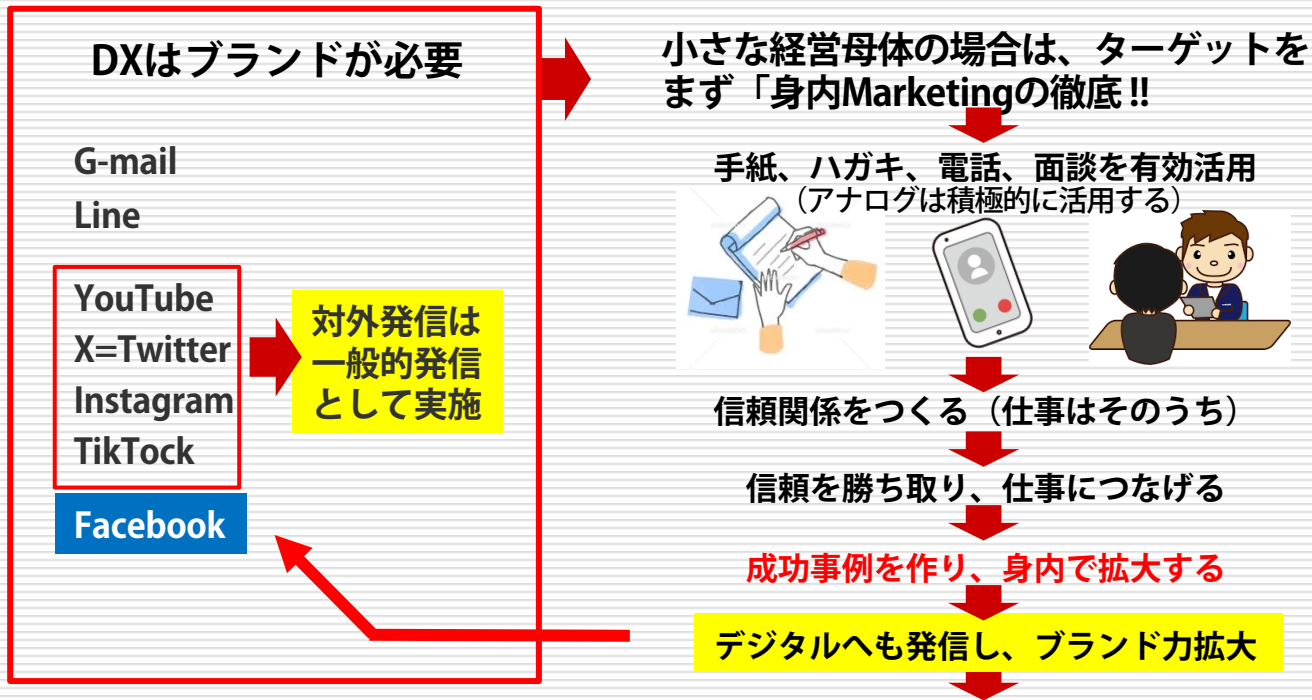 DXはブランドが必要
G-mail
Line
YouTube
X=Twitter
Instagram
TikTock
Facebook
対外発信は
一般的発信
として実施
小さな経営母体の場合は、ターゲットを
まず「身内Marketingの徹底!!
手紙、ハガキ、電話、面談を有効活用
（アナログは積極的に活用する）
信頼関係をつくる（仕事はそのうち）
信頼を勝ち取り、仕事につなげる
成功事例を作り、身内で拡大する
デジタルへも発信し、ブランド力拡大